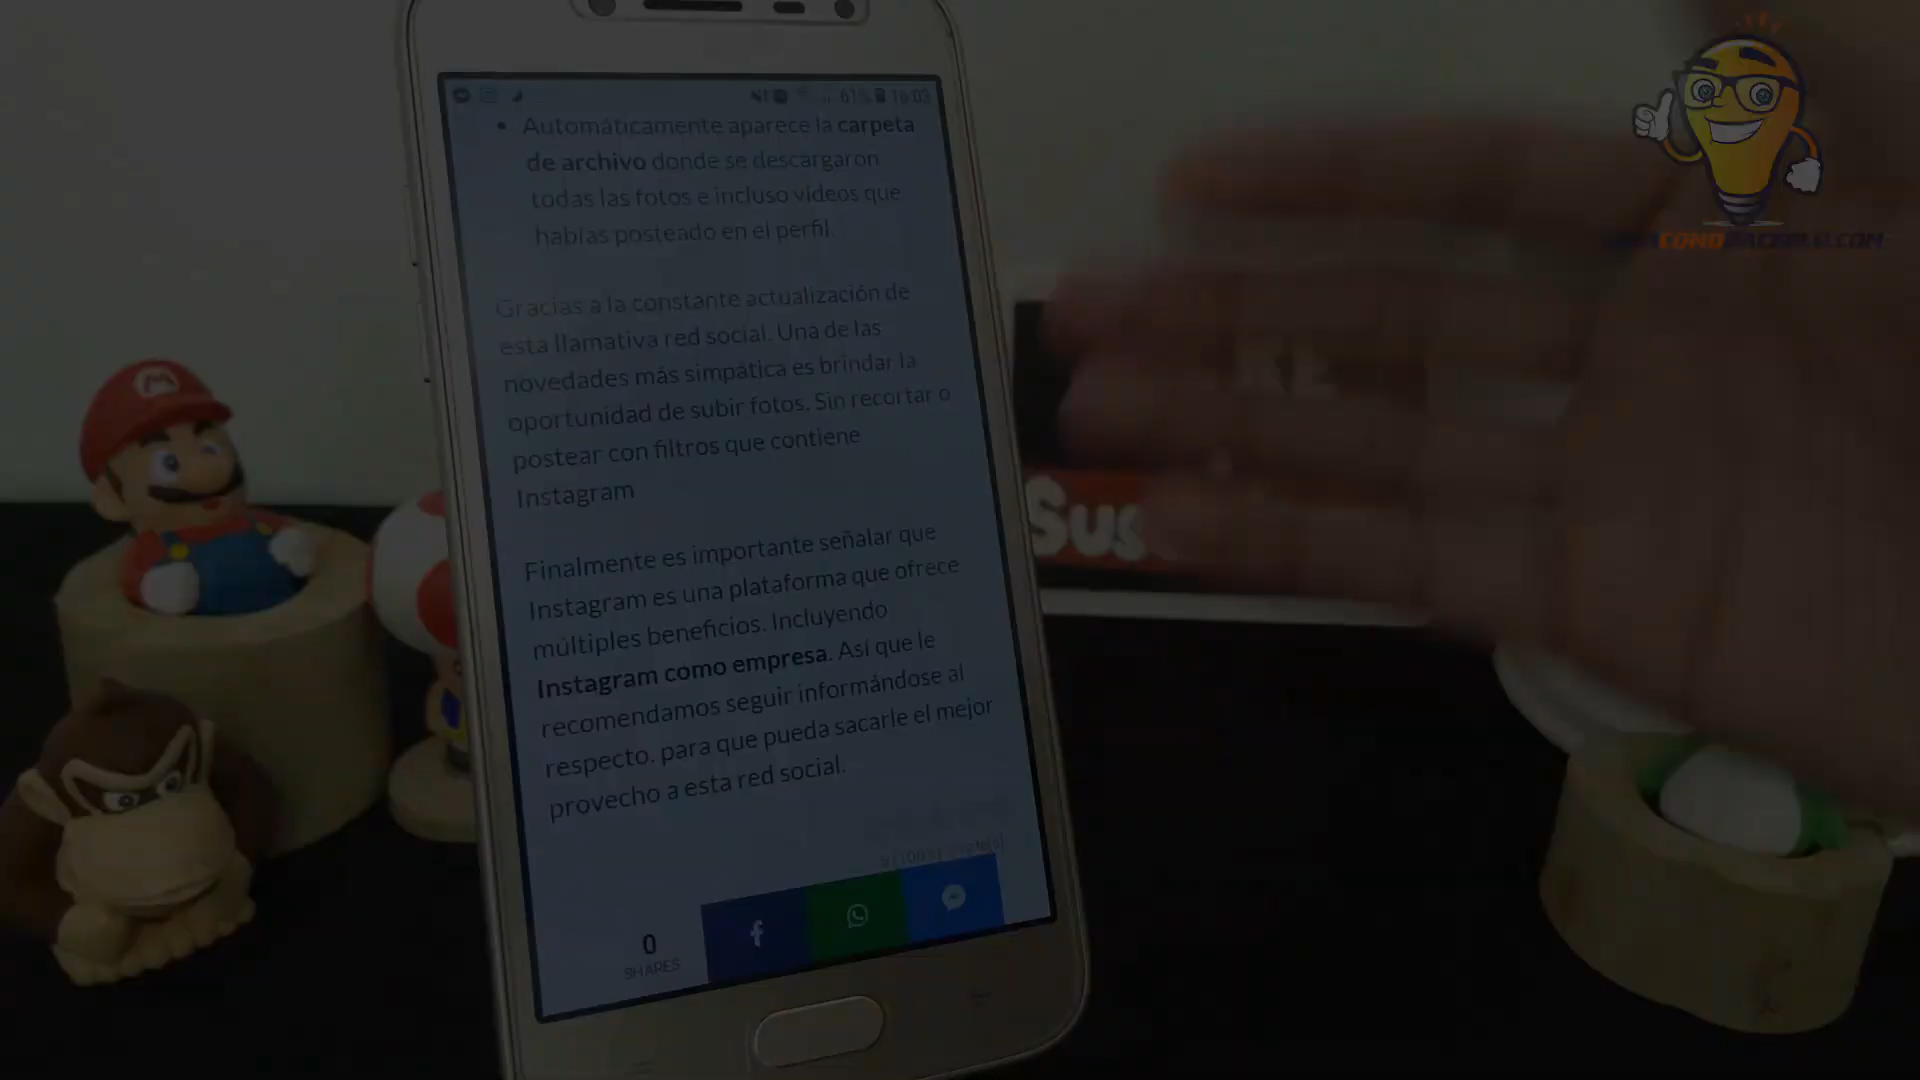 61% 16:03
• Automáticamente aparece la carpeta
de archivo donde se descargaron
todas las fotos e incluso videos que
habías posteado en el perfil.
Gracias a la constante actualización de
esta llamativa red social. Una de las
novedades más simpática es brindar la
oportunidad de subir fotos. Sin recortar o
postear con filtros que contiene
Instagram
Finalmente es importante señalar que
Instagram es una plataforma que ofrece
múltiples beneficios. Incluyendo
Instagram como empresa. Así que le
recomendamos seguir informándose al
respecto, para que pueda sacarle el mejor
provecho a esta red social.
0
SHARES
Sus
M